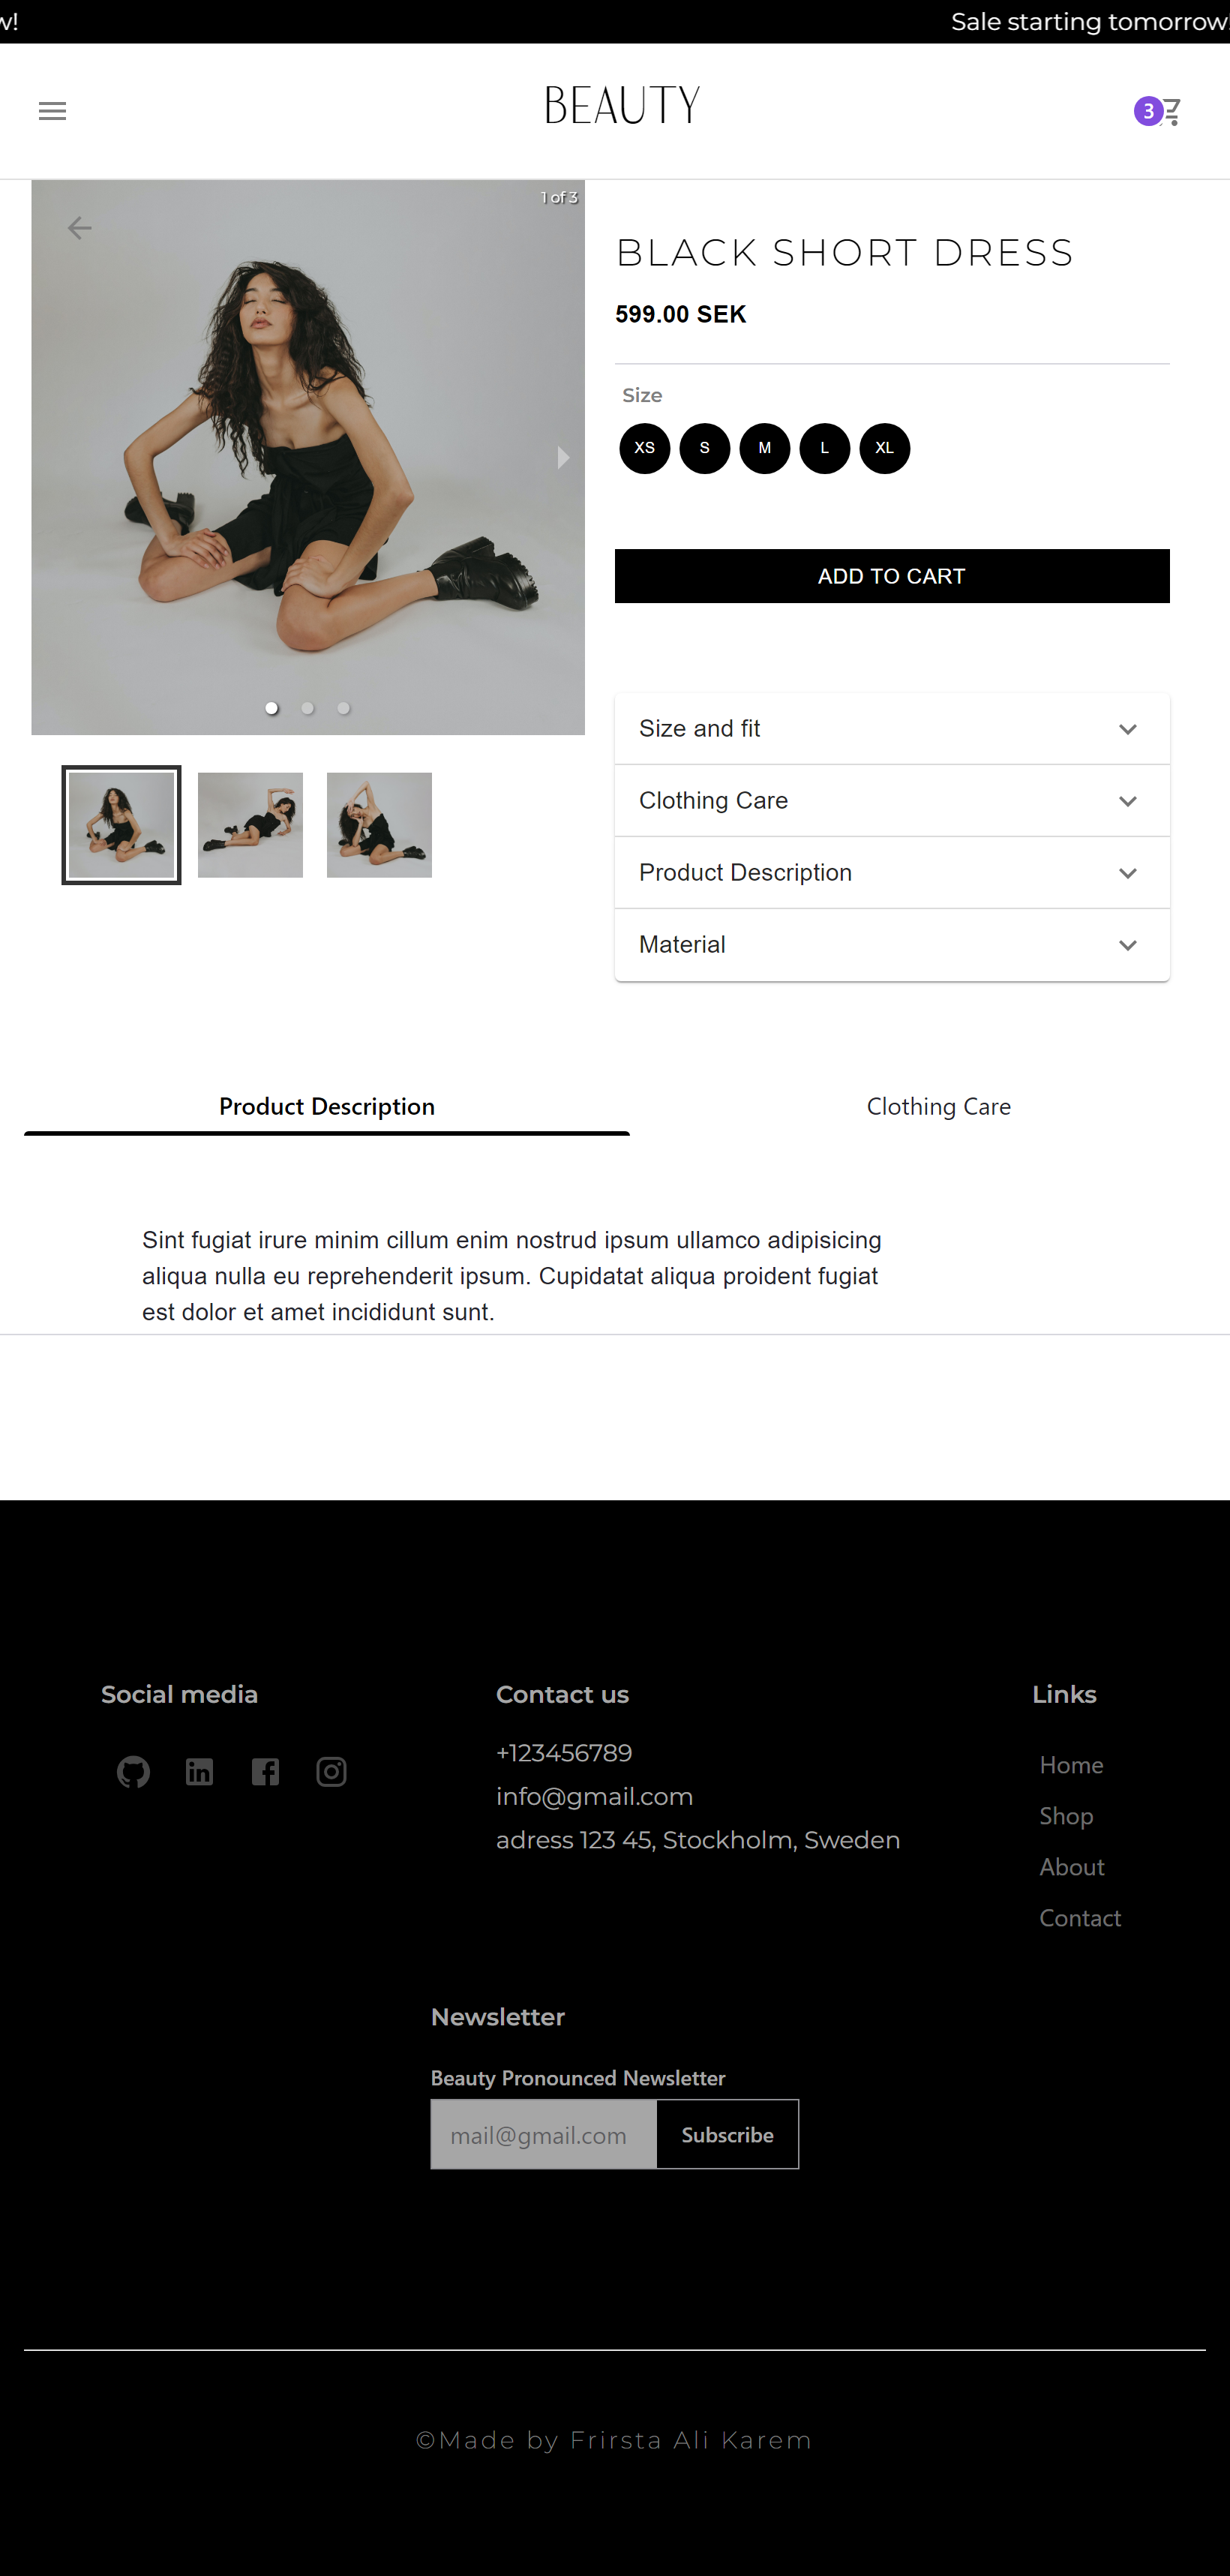 w!
Sale starting tomorrow
BEAUTY
3
1 of 3
BLACK SHORT DRESS
599.00 SEK
Size
XS S M L XL
ADD TO CART
Size and fit
Clothing Care
Product Description
Material
Product Description Clothing Care
Sint fugiat irure minim cillum enim nostrud ipsum ullamco adipisicing
aliqua nulla eu reprehenderit ipsum. Cupidatat aliqua proident fugiat
est dolor et amet incididunt sunt.
Social media
Contact us
+123456789
info@gmail.com
adress 123 45, Stockholm, Sweden
Links
Home
Shop
About
Contact
Newsletter
Beauty Pronounced Newsletter
mail@gmail.com Subscribe
©Made by Frirsta Ali Karem